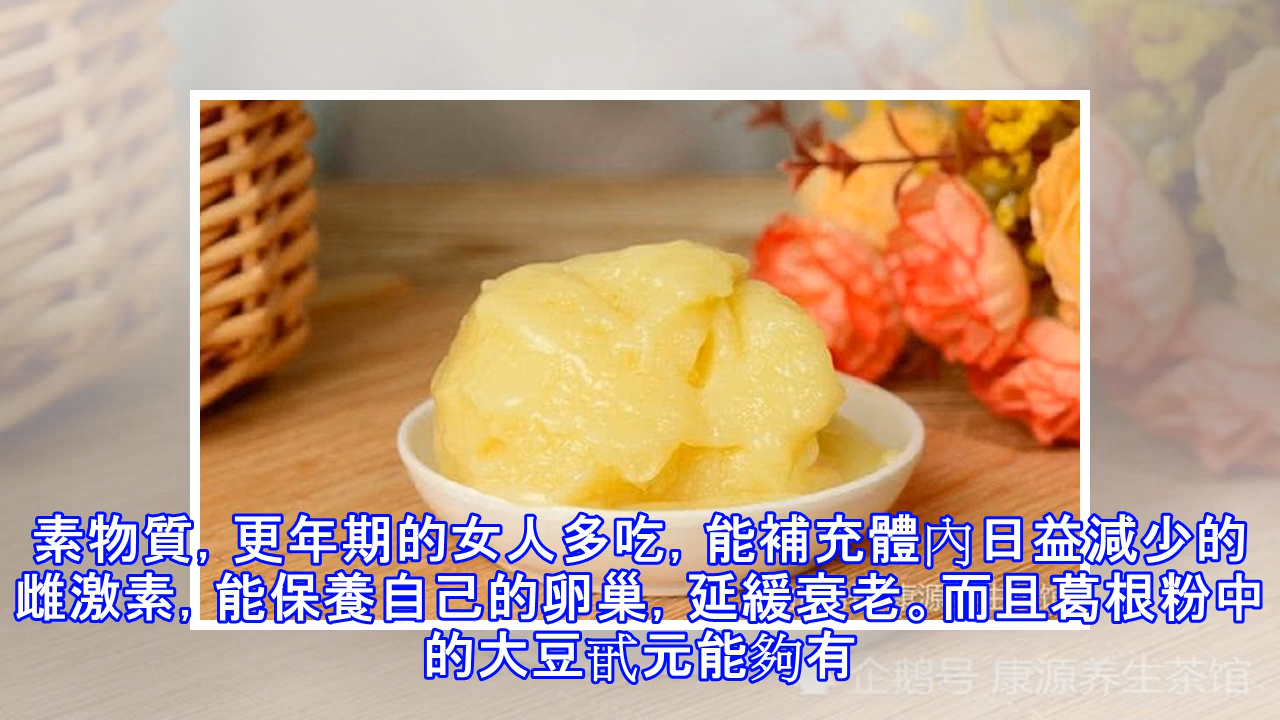 素物質，更年期的女人多吃，能補充體內日益減少的
雌激素，能保養自己的卵巢，延緩衰老。而且葛根粉中
的大豆甙元能夠有
康源
企鹅号 康源养生茶馆